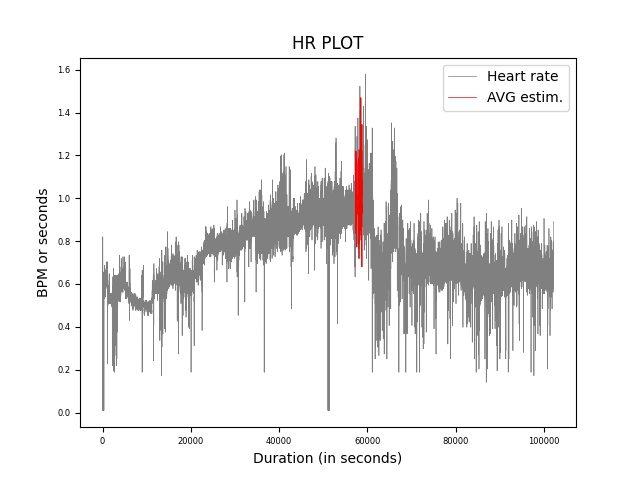 HR PLOT
Heart rate
AVG estim.
1.6
1.4
1.2
1.0
0.8
0.6
0.4
0.2
0.0
BPM or seconds
0 20000 40000 60000 80000 100000
Duration (in seconds)